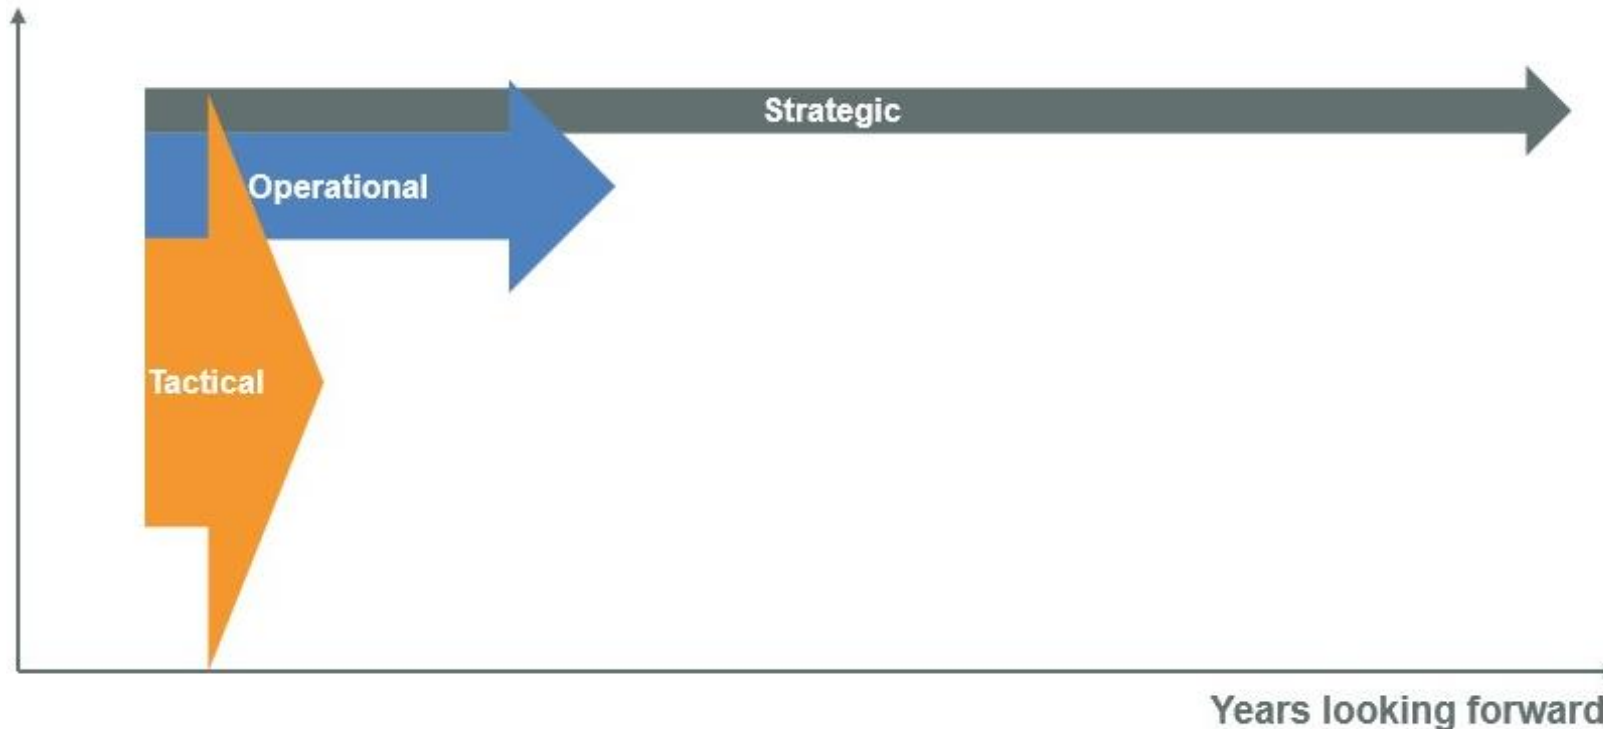 Strategic
Operational
Tactical
Years looking forward